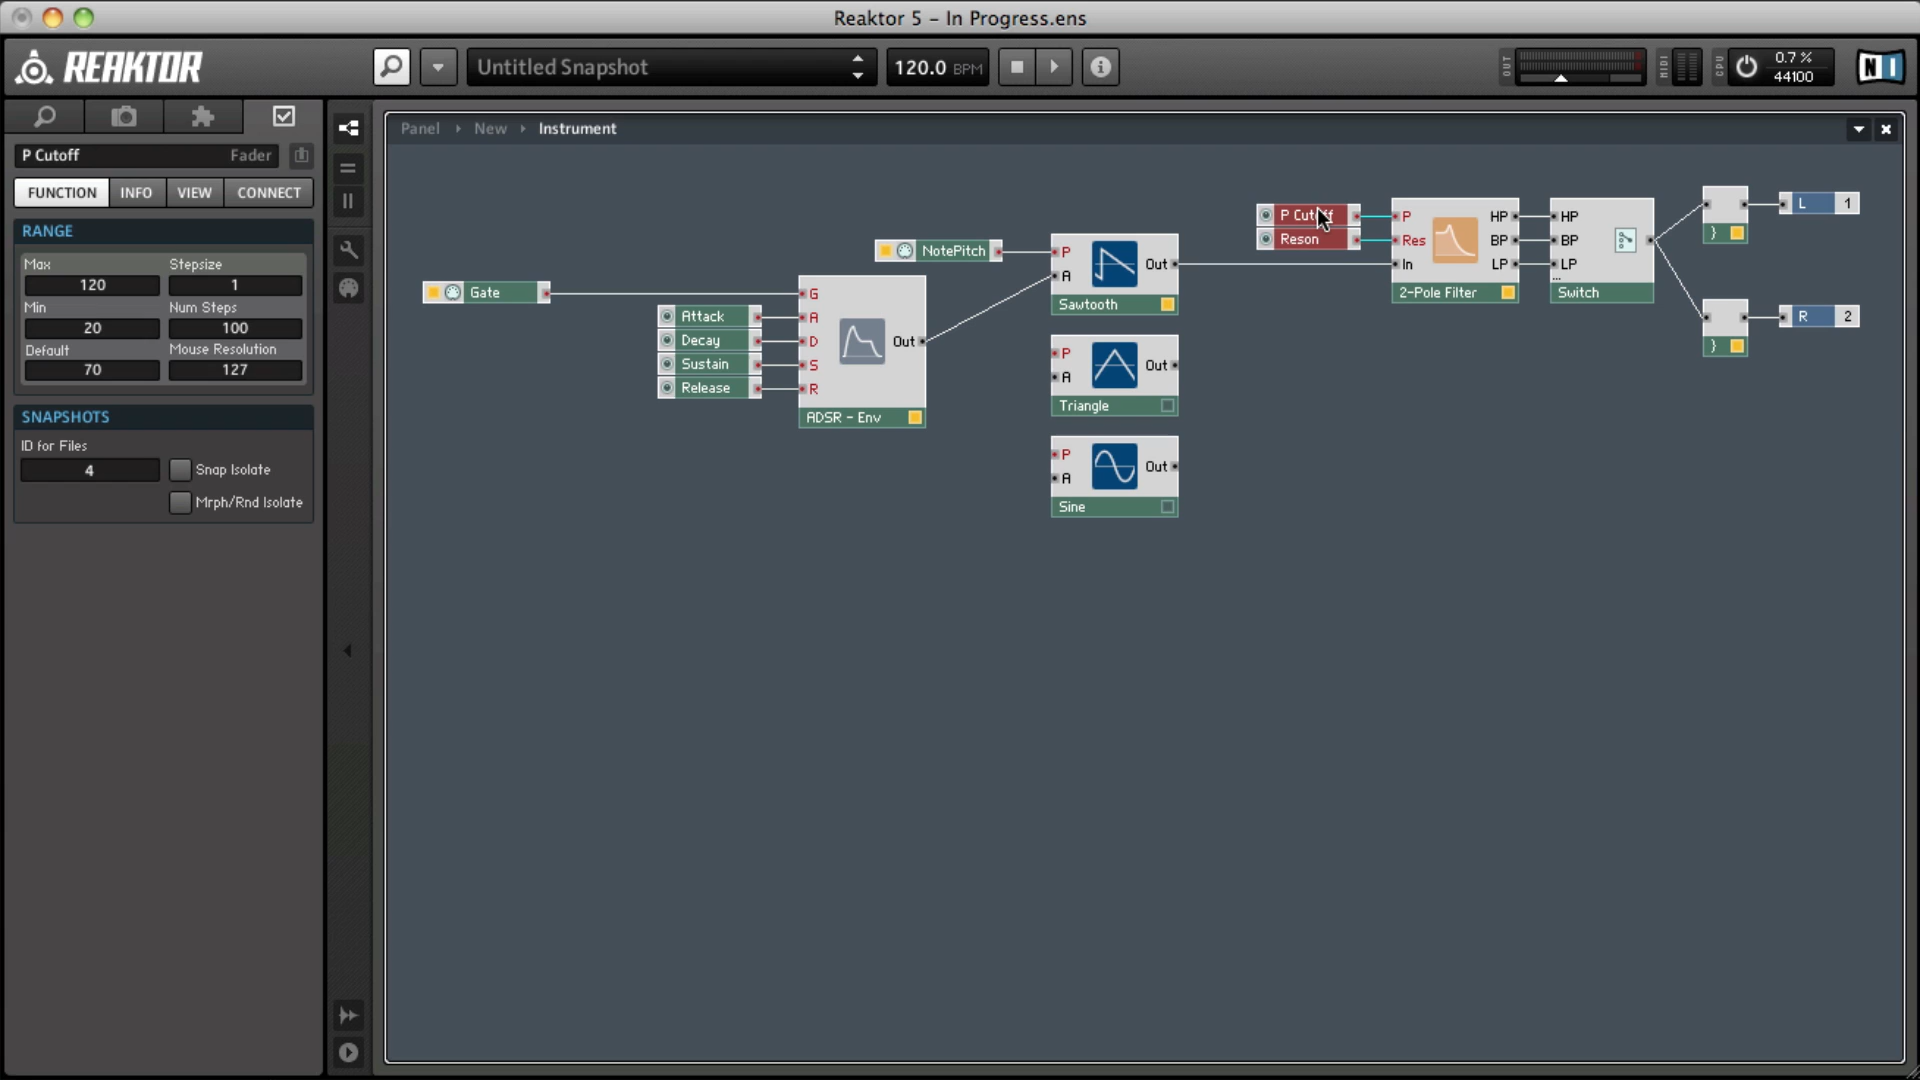 Reaktor 5 - In Progress.ens
REAKTOR
Untitled Snapshot
120.0 BPM
OUT
MIDI
CPU
0.7 %
44100
NI
Panel
New
Instrument
P Cutoff
Fader
FUNCTION
INFO
VIEW
CONNECT
RANGE
Max
Stepsize
120
1
Min
Num Steps
20
100
Default
Mouse Resolution
70
127
SNAPSHOTS
ID for Files
4
Snap Isolate
Mrph/Rnd Isolate
Gate
Attack
Decay
Sustain
Release
G
A
D
S
R
Out
ADSR - Env
NotePitch
P
A
Out
Sawtooth
P
A
Out
Triangle
P
A
Out
Sine
Reson
P
Res
In
HP
BP
LP
2-Pole Filter
HP
BP
LP
...
Switch
}
L 1
}
R 2